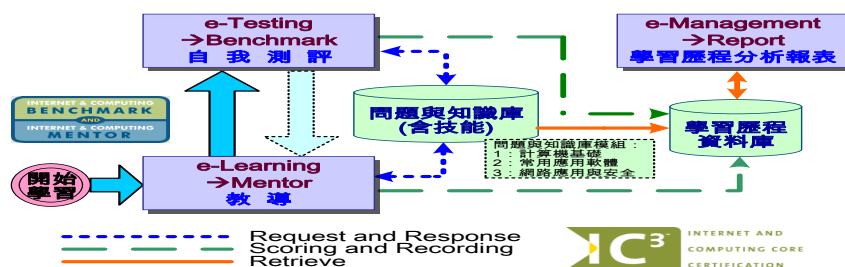 e-Testing
→Benchmark
自我測評
e-Management
→Report
學習歷程分析報表
INTERNET & COMPUTING
BENCHMARK
AND
INTERNET & COMPUTING
MENTOR
問題與知識庫
(含技能)
學習歷程
資料庫
問題與知識庫模組：
1：計算機基礎
2：常用應用軟體
3：網路應用與安全
開始
學習
e-Learning
→Mentor
教導
Request and Response
Scoring and Recording
Retrieve
IC³
INTERNET AND
COMPUTING CORE
CERTIFICATION